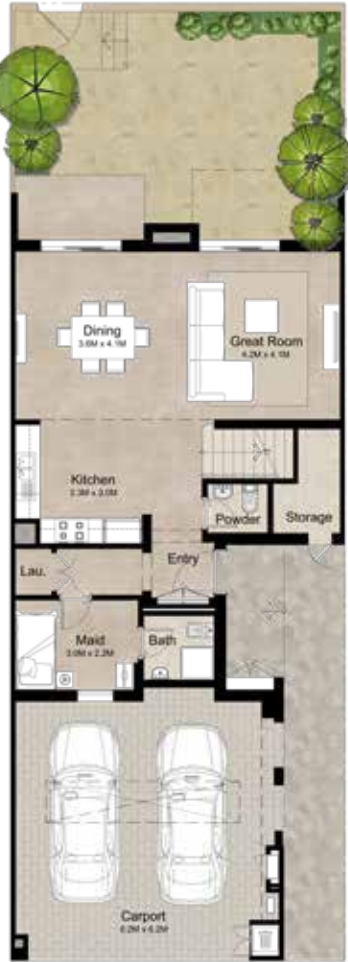 Dining
3.6M x 4.1M
Great Room
4.2M x 4.1M
Kitchen
3.3M x 3.0M
Powder
Storage
Lau.
Entry
Maid
3.0M x 2.2M
Bath
Carport
6.2M x 6.2M